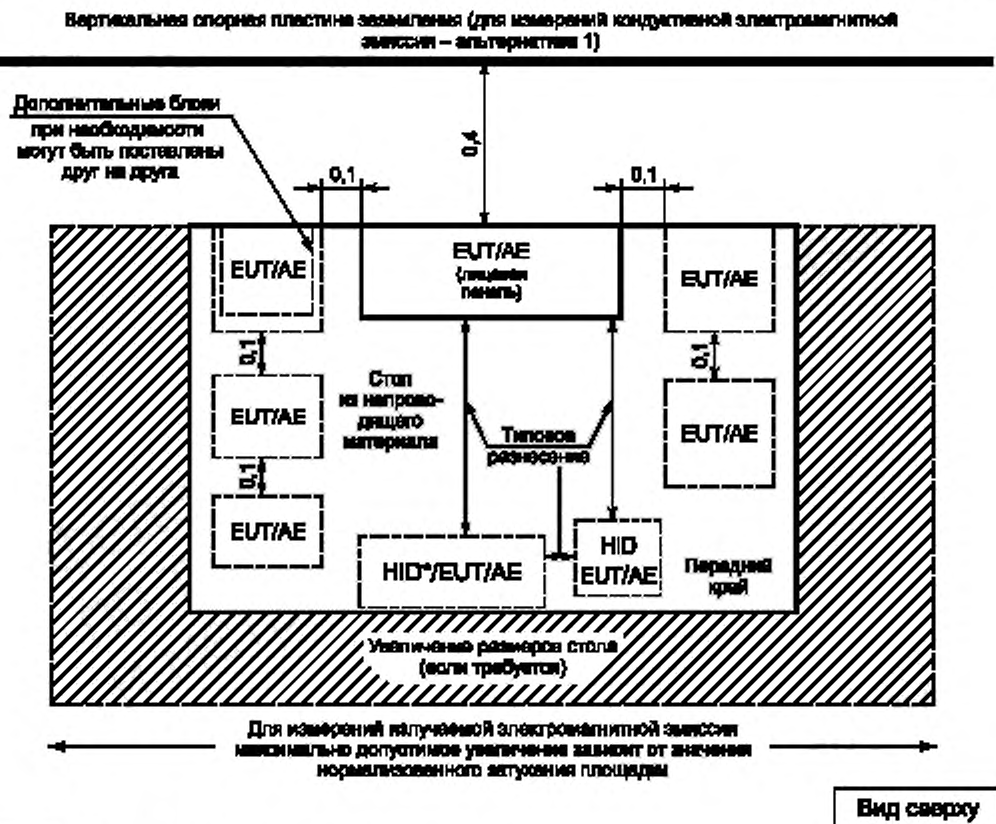 Вертикальная опорная пластина заземления (для измерений кондуктивной электромагнитной
эмиссии – альтернатива 1)
Дополнительные блоки
при необходимости
могут быть поставлены
друг на друга
0,4
0,1
0,1
EUT/AE
EUT/AE
(лицевая
панель)
EUT/AE
0,1
0,1
EUT/AE
Стол
из непрово-
дящего
материала
Типовое
разнесение
EUT/AE
0,1
EUT/AE
HID*/EUT/AE
HID
EUT/AE
Передний
край
Увеличение размеров стола
(если требуется)
Для измерений излучаемой электромагнитной эмиссии
максимально допустимое увеличение зависит от значения
нормализованного затухания площадки
Вид сверху